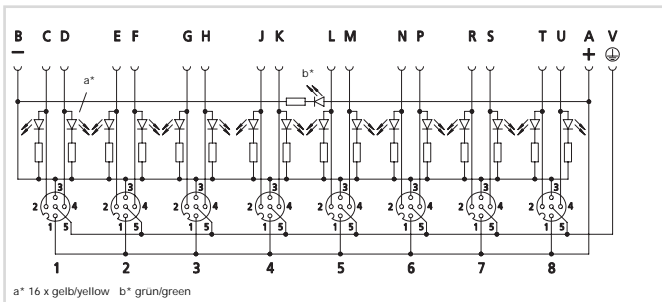 B C D E F G H J K L M N P R S T U A V
− +
a* b*
3 3 3 3 3 3 3 3
2 4 2 4 2 4 2 4 2 4 2 4 2 4 2 4
1 5 1 5 1 5 1 5 1 5 1 5 1 5 1 5
1 2 3 4 5 6 7 8
a* 16 x gelb/yellow b* grün/green